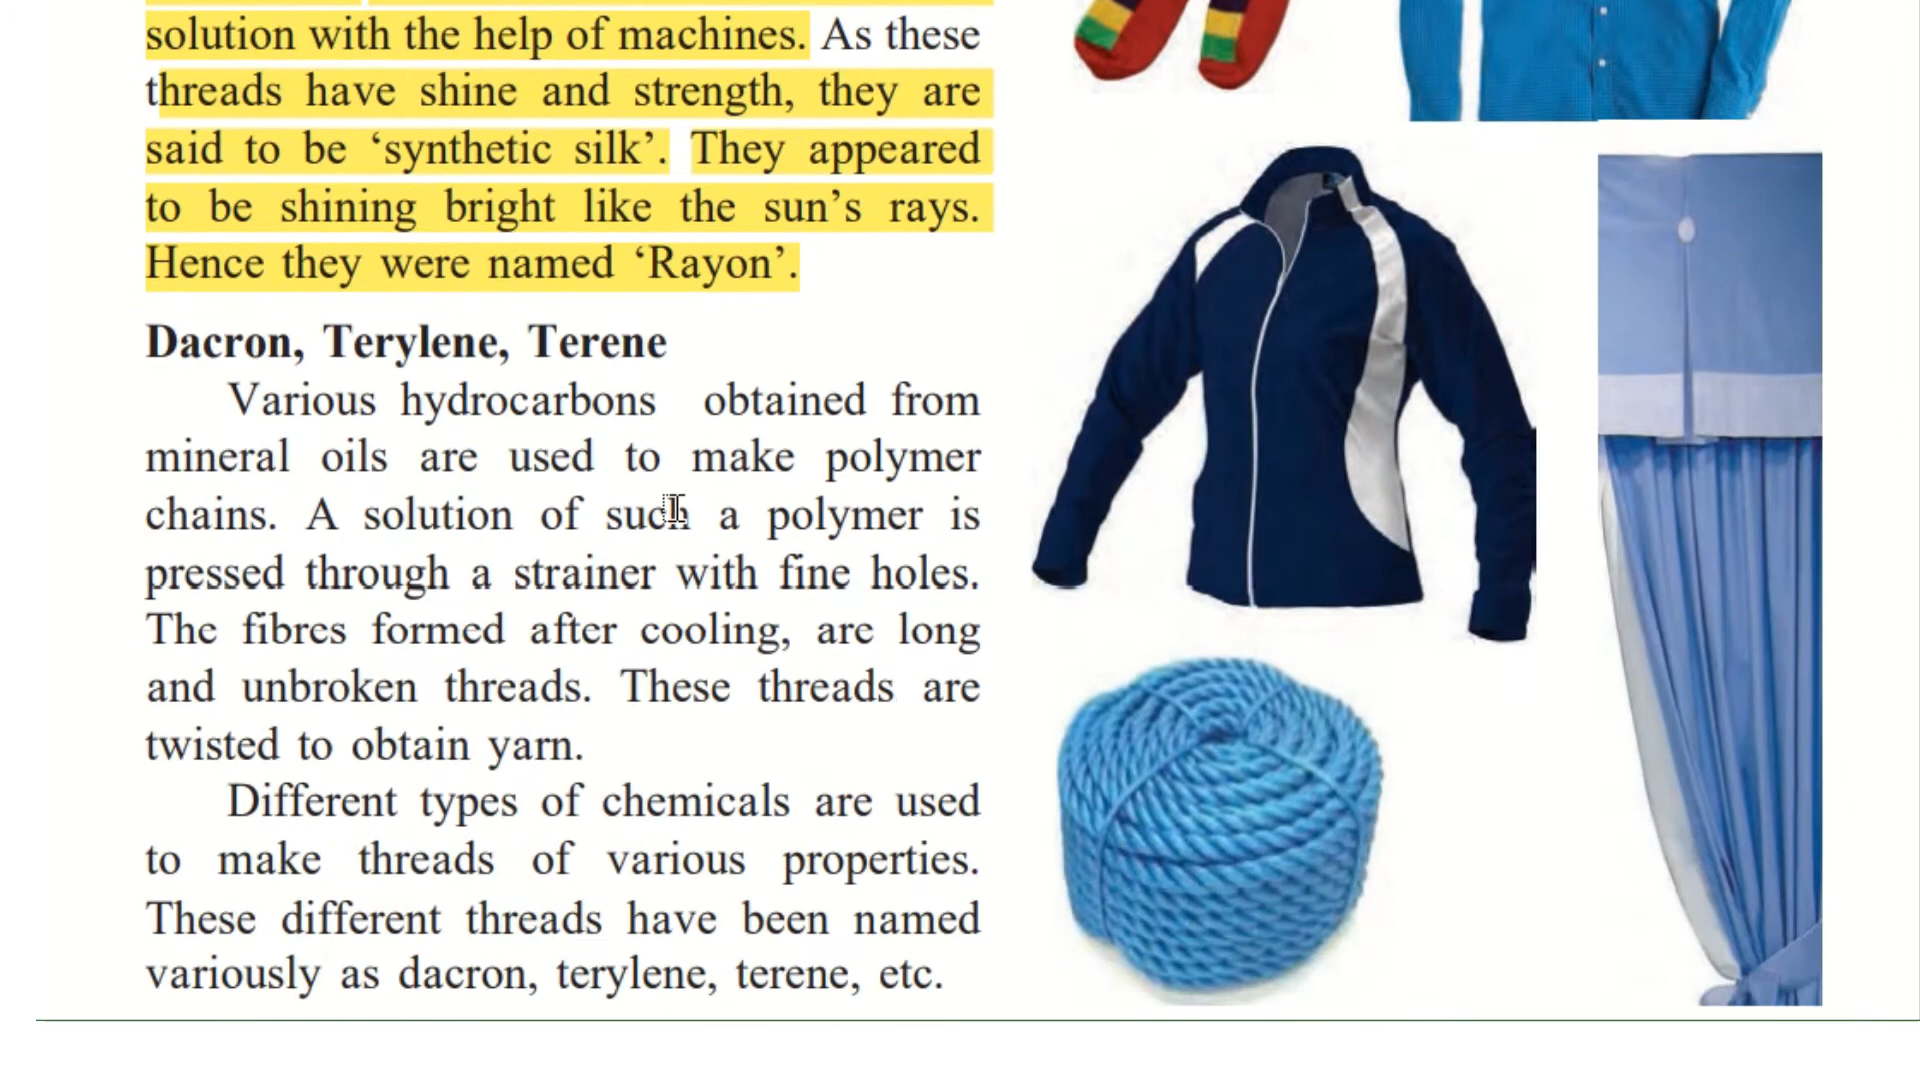 solution with the help of machines. As these
threads have shine and strength, they are
said to be ‘synthetic silk’. They appeared
to be shining bright like the sun’s rays.
Hence they were named ‘Rayon’.
Dacron, Terylene, Terene
Various hydrocarbons obtained from
mineral oils are used to make polymer
chains. A solution of such a polymer is
pressed through a strainer with fine holes.
The fibres formed after cooling, are long
and unbroken threads. These threads are
twisted to obtain yarn.
Different types of chemicals are used
to make threads of various properties.
These different threads have been named
variously as dacron, terylene, terene, etc.